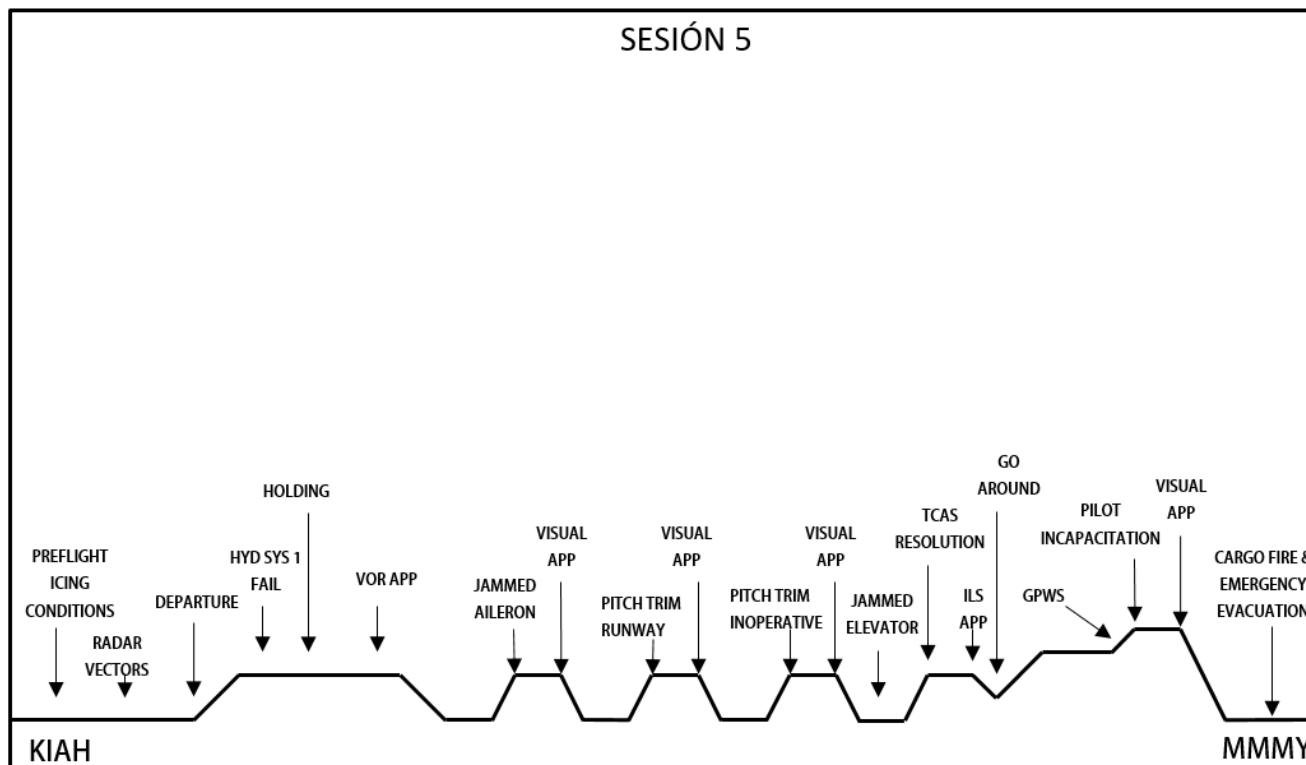 SESIÓN 5
PREFLIGHT
ICING
CONDITIONS
RADAR
VECTORS
DEPARTURE
HYD SYS 1
FAIL
HOLDING
VOR APP
JAMMED
AILERON
VISUAL
APP
PITCH TRIM
RUNWAY
VISUAL
APP
PITCH TRIM
INOPERATIVE
VISUAL
APP
JAMMED
ELEVATOR
TCAS
RESOLUTION
ILS
APP
GO
AROUND
GPWS
PILOT
INCAPACITATION
VISUAL
APP
CARGO FIRE &
EMERGENCY
EVACUATION
KIAH
MMMY